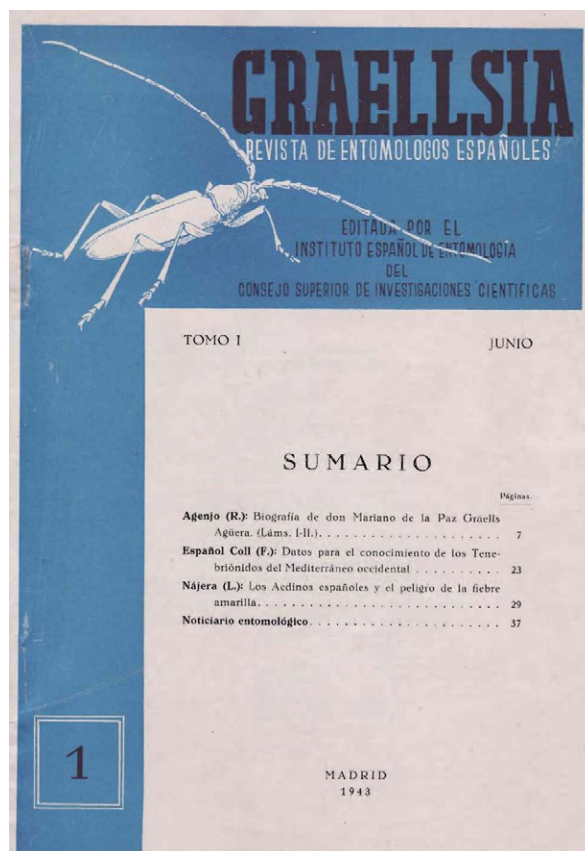 GRAELLSIA
REVISTA DE ENTOMOLOGOS ESPAÑOLES
EDITADA POR EL
INSTITUTO ESPAÑOL DE ENTOMOLOGÍA
DEL
CONSEJO SUPERIOR DE INVESTIGACIONES CIENTIFICAS
TOMO I JUNIO
SUMARIO
Páginas.
Agenjo (R.): Biografía de don Mariano de la Paz Graells
Agüera. (Láms. I-II.). . . . . . . . . . . . . . . . . . . . . 7
Español Coll (F.): Datos para el conocimiento de los Tene-
briónidos del Mediterráneo occidental . . . . . . . . . . 23
Nájera (L.): Los Aedinos españoles y el peligro de la fiebre
amarilla. . . . . . . . . . . . . . . . . . . . . . . . . . . . 29
Noticiario entomológico. . . . . . . . . . . . . . . . . . . . . . 37
1
MADRID
1943